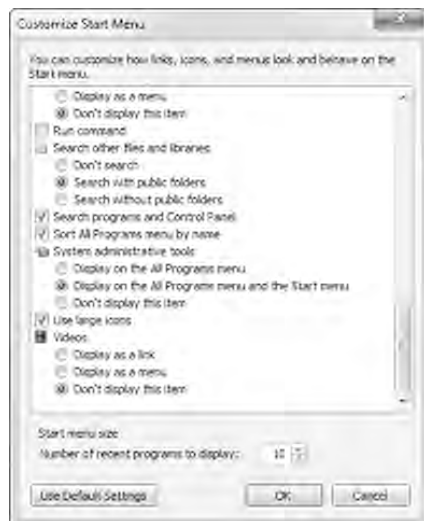 Customize Start Menu
You can customize how links, icons, and menus look and behave on the
Start menu.
Display as a menu
Don't display this item
Run command
Search other files and libraries
Don't search
Search with public folders
Search without public folders
Search programs and Control Panel
Sort All Programs menu by name
System administrative tools
Display on the All Programs menu
Display on the All Programs menu and the Start menu
Don't display this item
Use large icons
Videos
Display as a link
Display as a menu
Don't display this item
Start menu size
Number of recent programs to display: 10
Use Default Settings OK Cancel